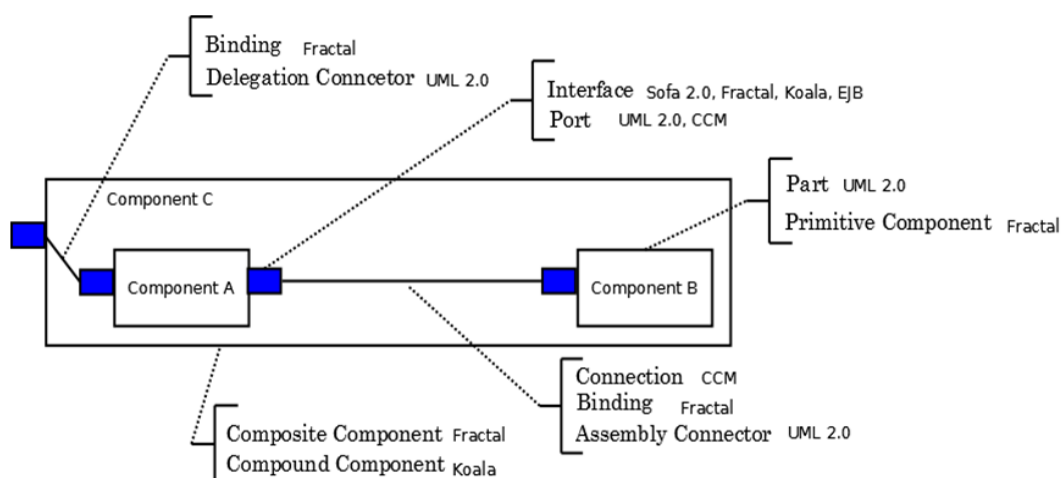 Binding Fractal
Delegation Conncetor UML 2.0
Interface Sofa 2.0, Fractal, Koala, EJB
Port UML 2.0, CCM
Part UML 2.0
Primitive Component Fractal
Component C
Component A
Component B
Connection CCM
Binding Fractal
Assembly Connector UML 2.0
Composite Component Fractal
Compound Component Koala